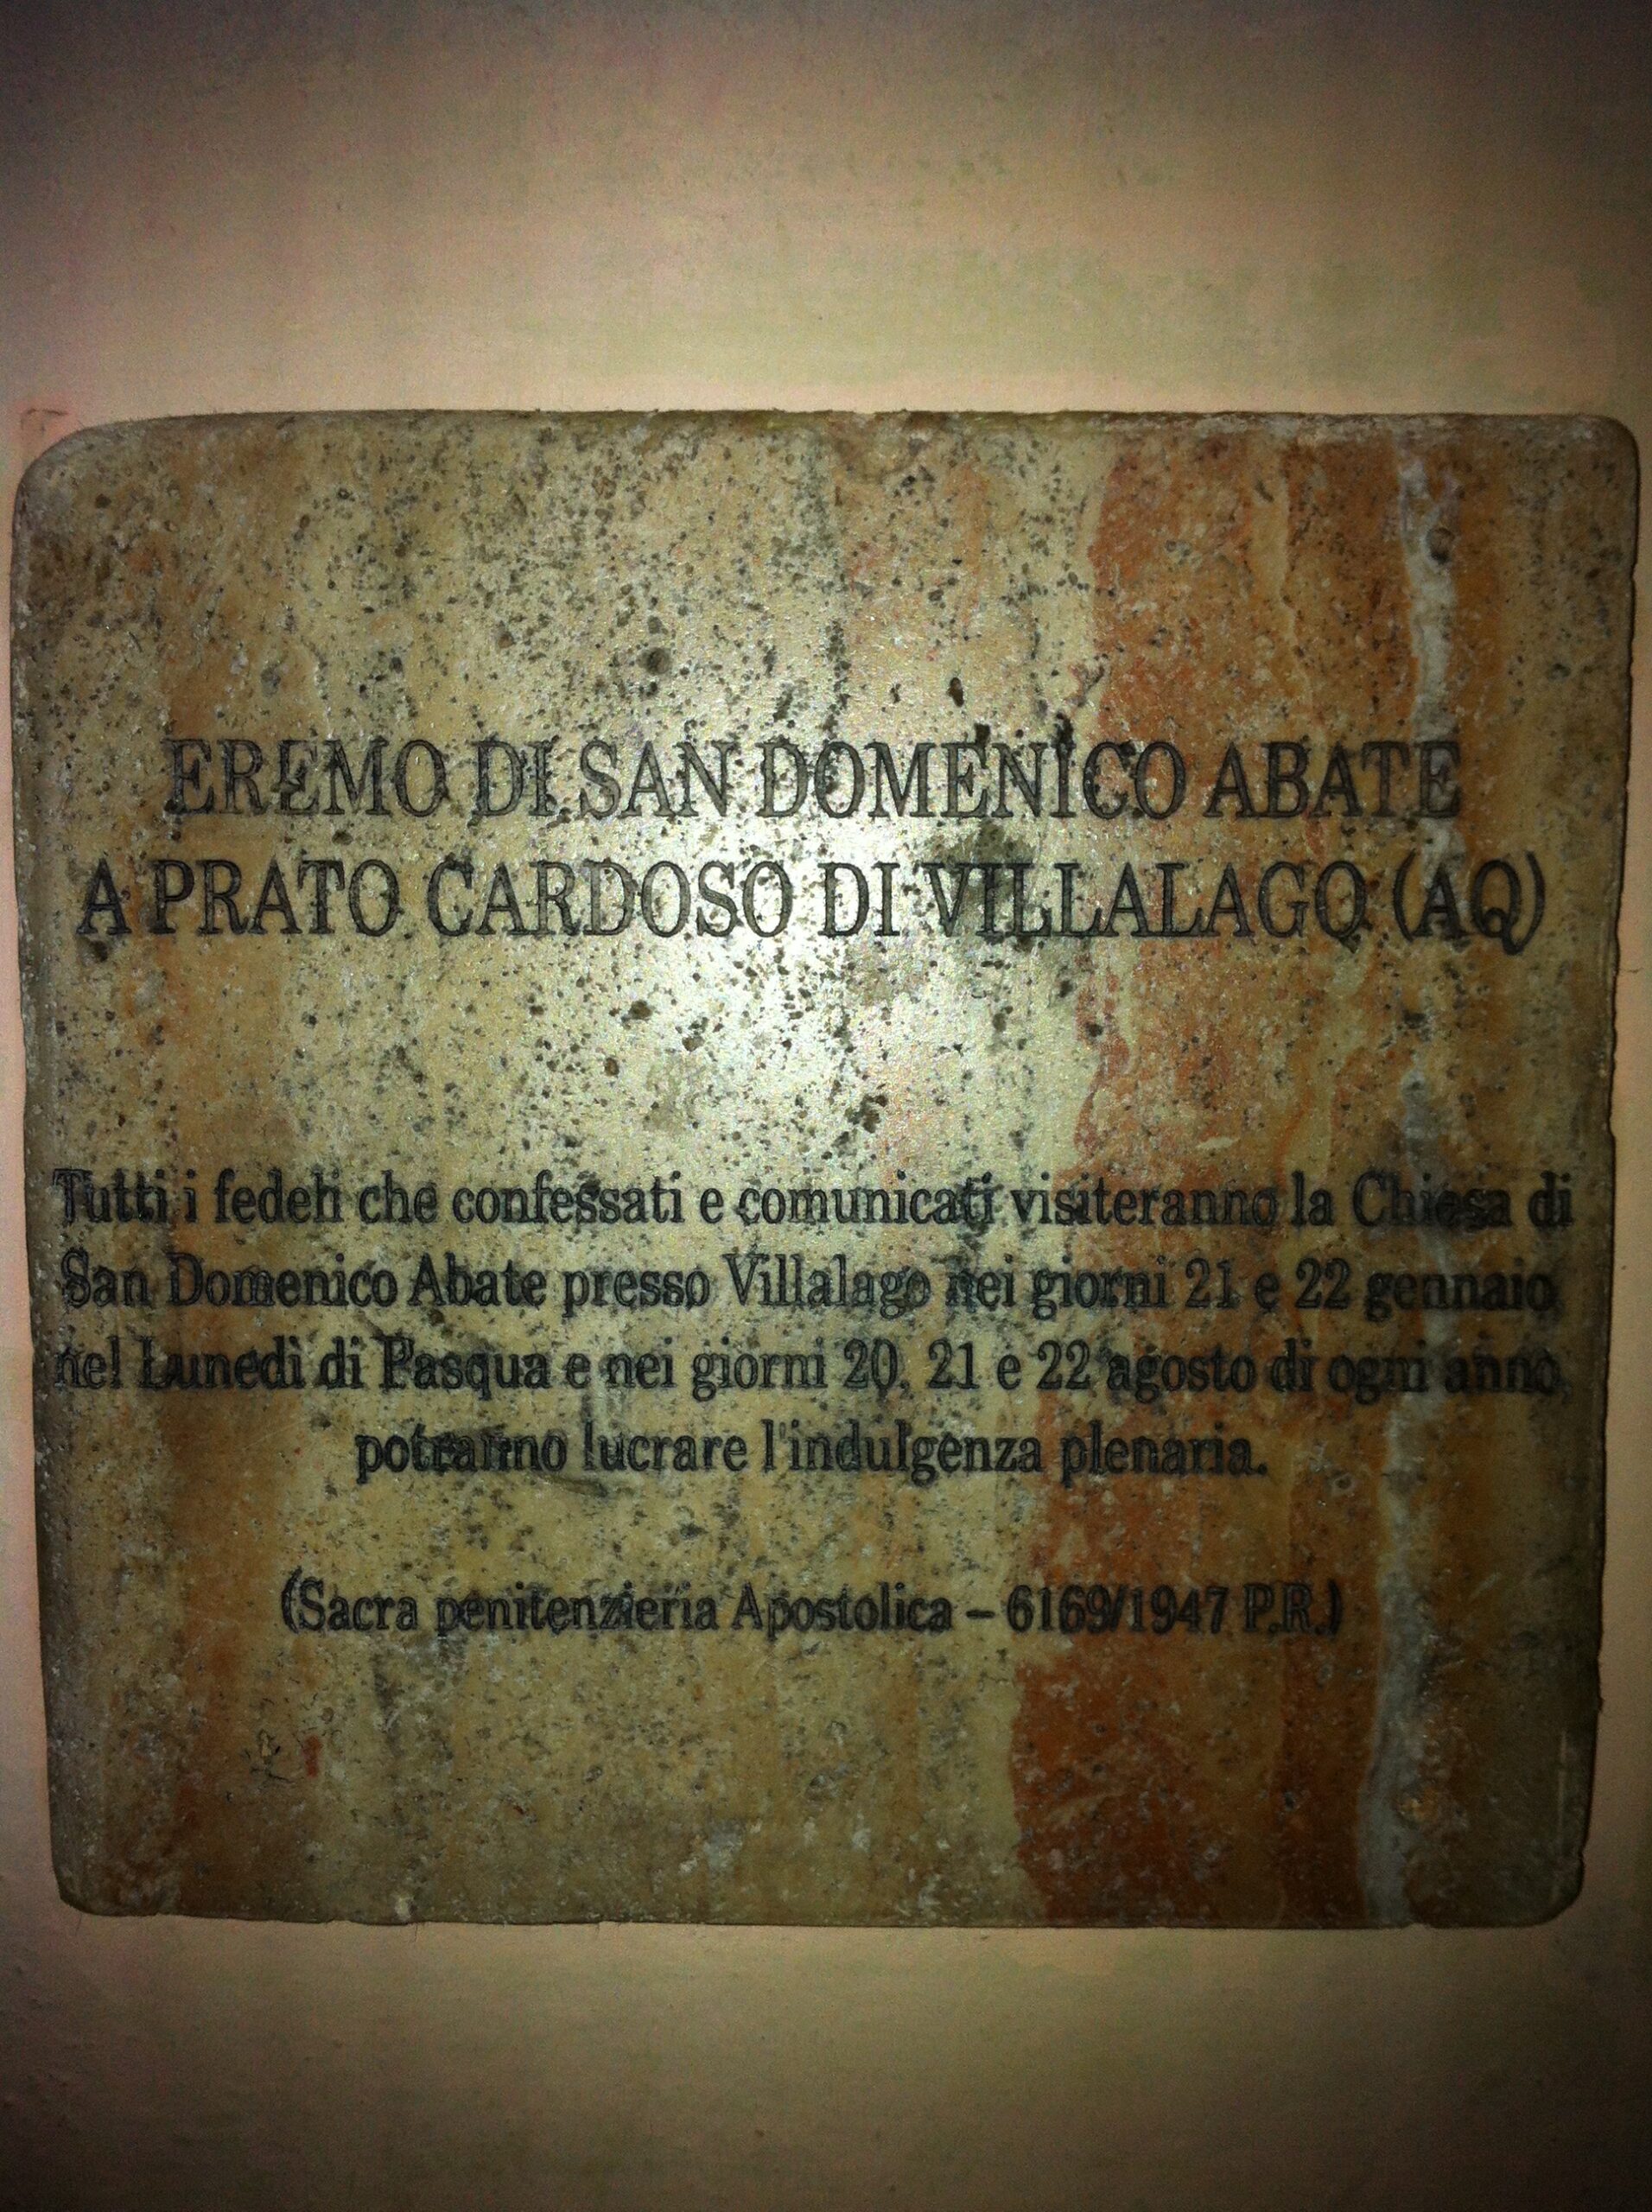 EREMO DI SAN DOMENICO ABATE
A PRATO CARDOSO DI VILLALAGO (AQ)
Tutti i fedeli che confessati e comunicati visiteranno la Chiesa di
San Domenico Abate presso Villalago nei giorni 21 e 22 gennaio,
nel Lunedì di Pasqua e nei giorni 20, 21 e 22 agosto di ogni anno,
potranno lucrare l'indulgenza plenaria.
(Sacra penitenzieria Apostolica – 6169/1947 P.R.)